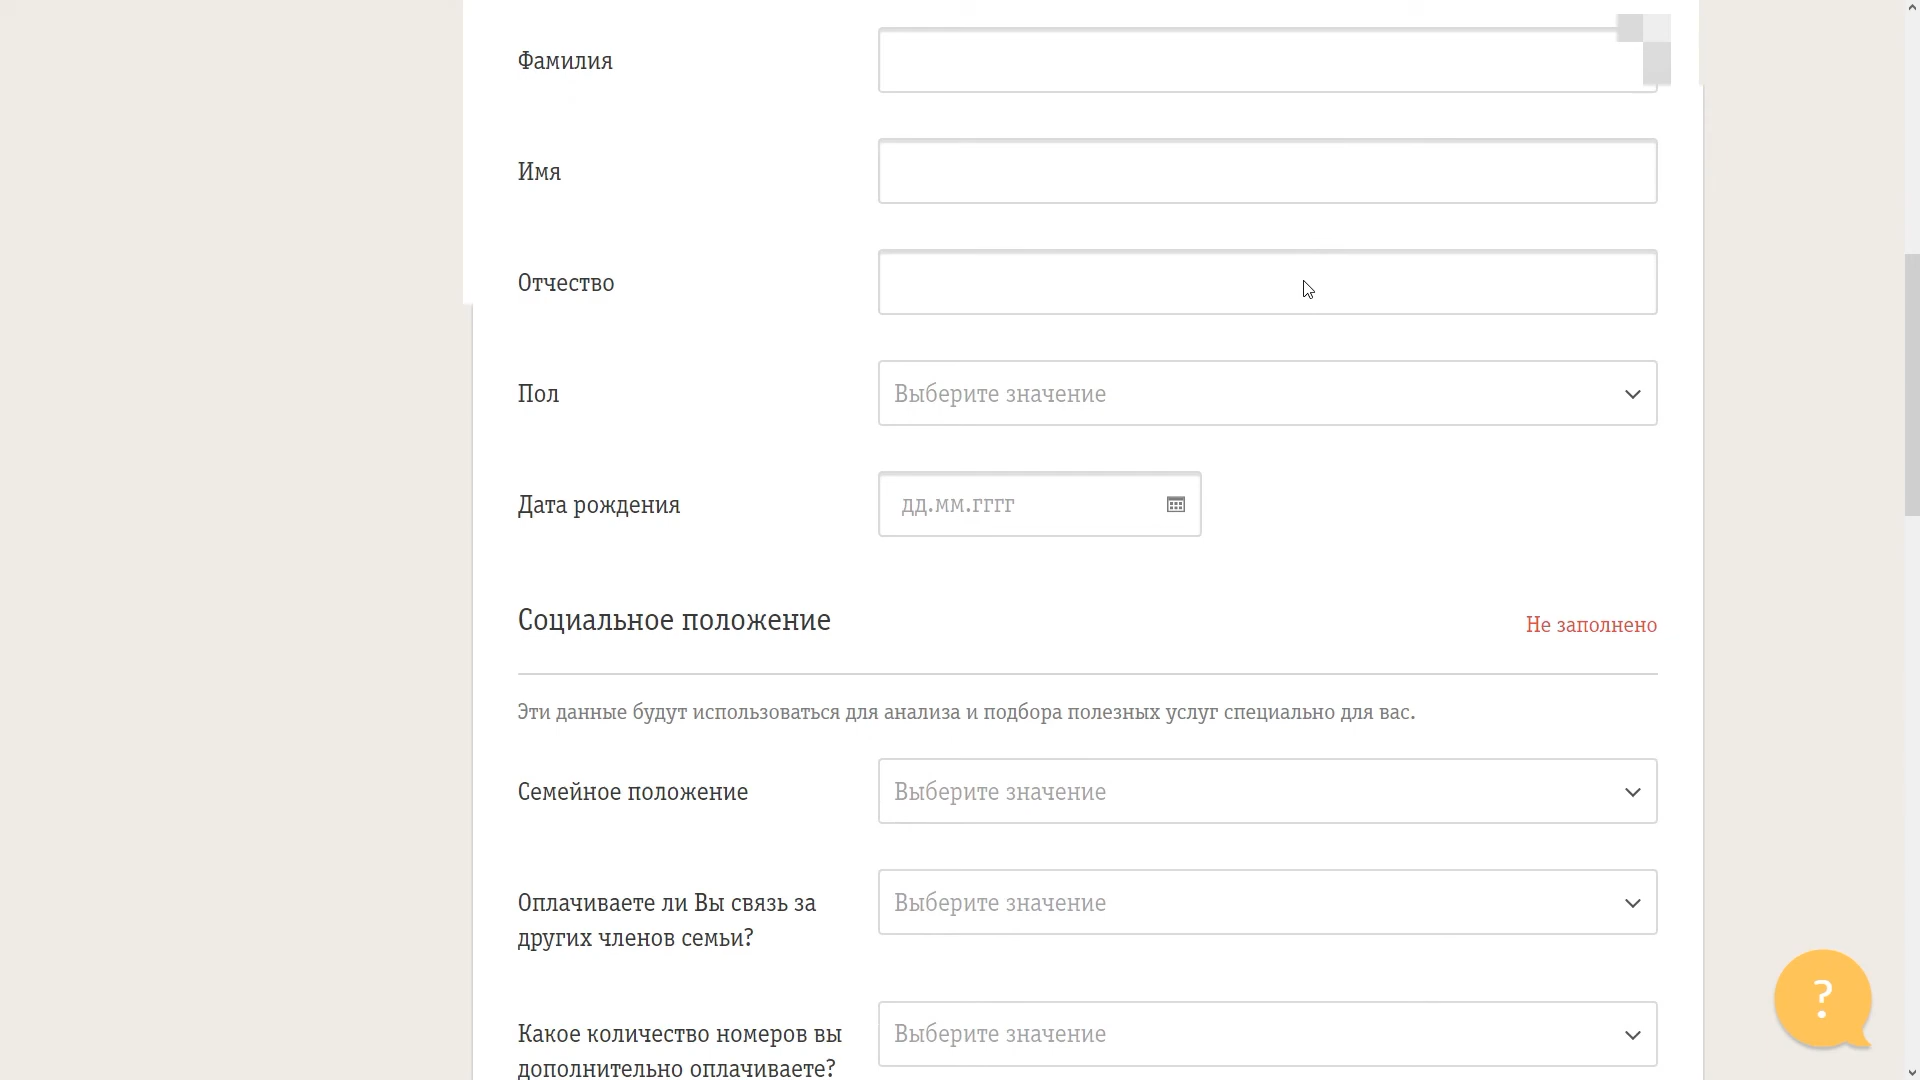 Фамилия
Имя
Отчество
Пол
Выберите значение
Дата рождения
дд.мм.гггг
Социальное положение
Не заполнено
Эти данные будут использоваться для анализа и подбора полезных услуг специально для вас.
Семейное положение
Выберите значение
Оплачиваете ли Вы связь за
других членов семьи?
Выберите значение
Какое количество номеров вы
дополнительно оплачиваете?
Выберите значение
?